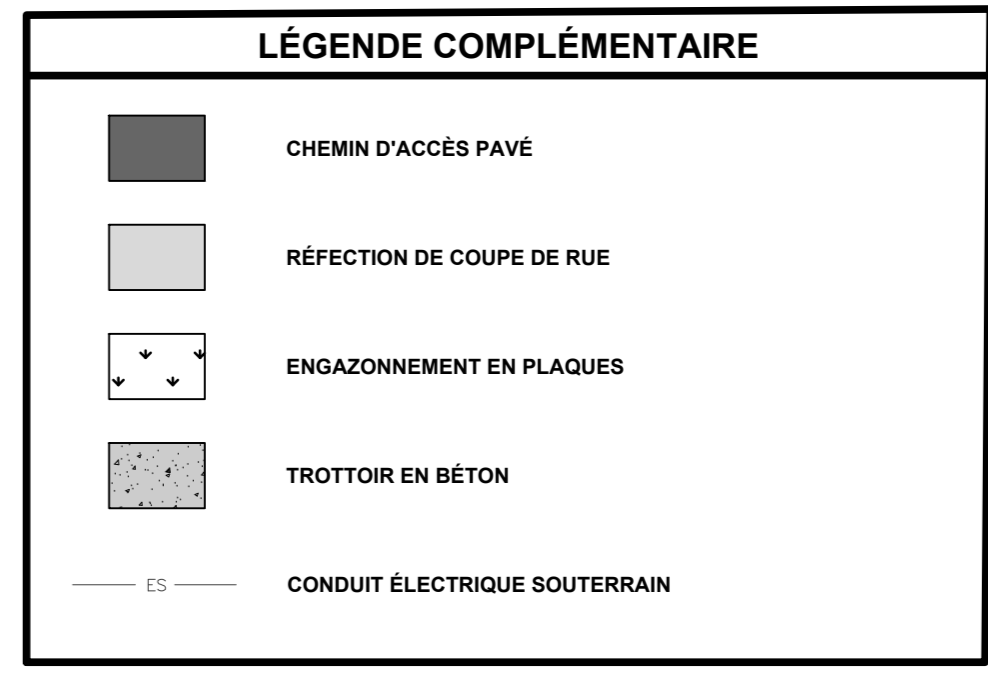 LÉGENDE COMPLÉMENTAIRE
CHEMIN D'ACCÈS PAVÉ
RÉFECTION DE COUPE DE RUE
ENGAZONNEMENT EN PLAQUES
TROTTOIR EN BÉTON
ES CONDUIT ÉLECTRIQUE SOUTERRAIN